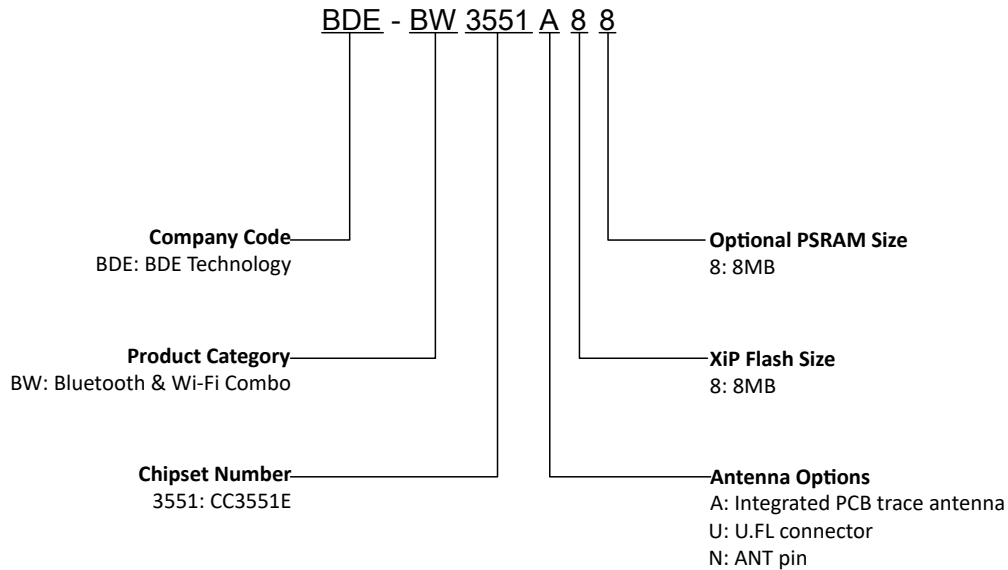 BDE - BW 3551 A 8 8
Company Code
BDE: BDE Technology
Optional PSRAM Size
8: 8MB
Product Category
BW: Bluetooth & Wi-Fi Combo
XiP Flash Size
8: 8MB
Chipset Number
3551: CC3551E
Antenna Options
A: Integrated PCB trace antenna
U: U.FL connector
N: ANT pin